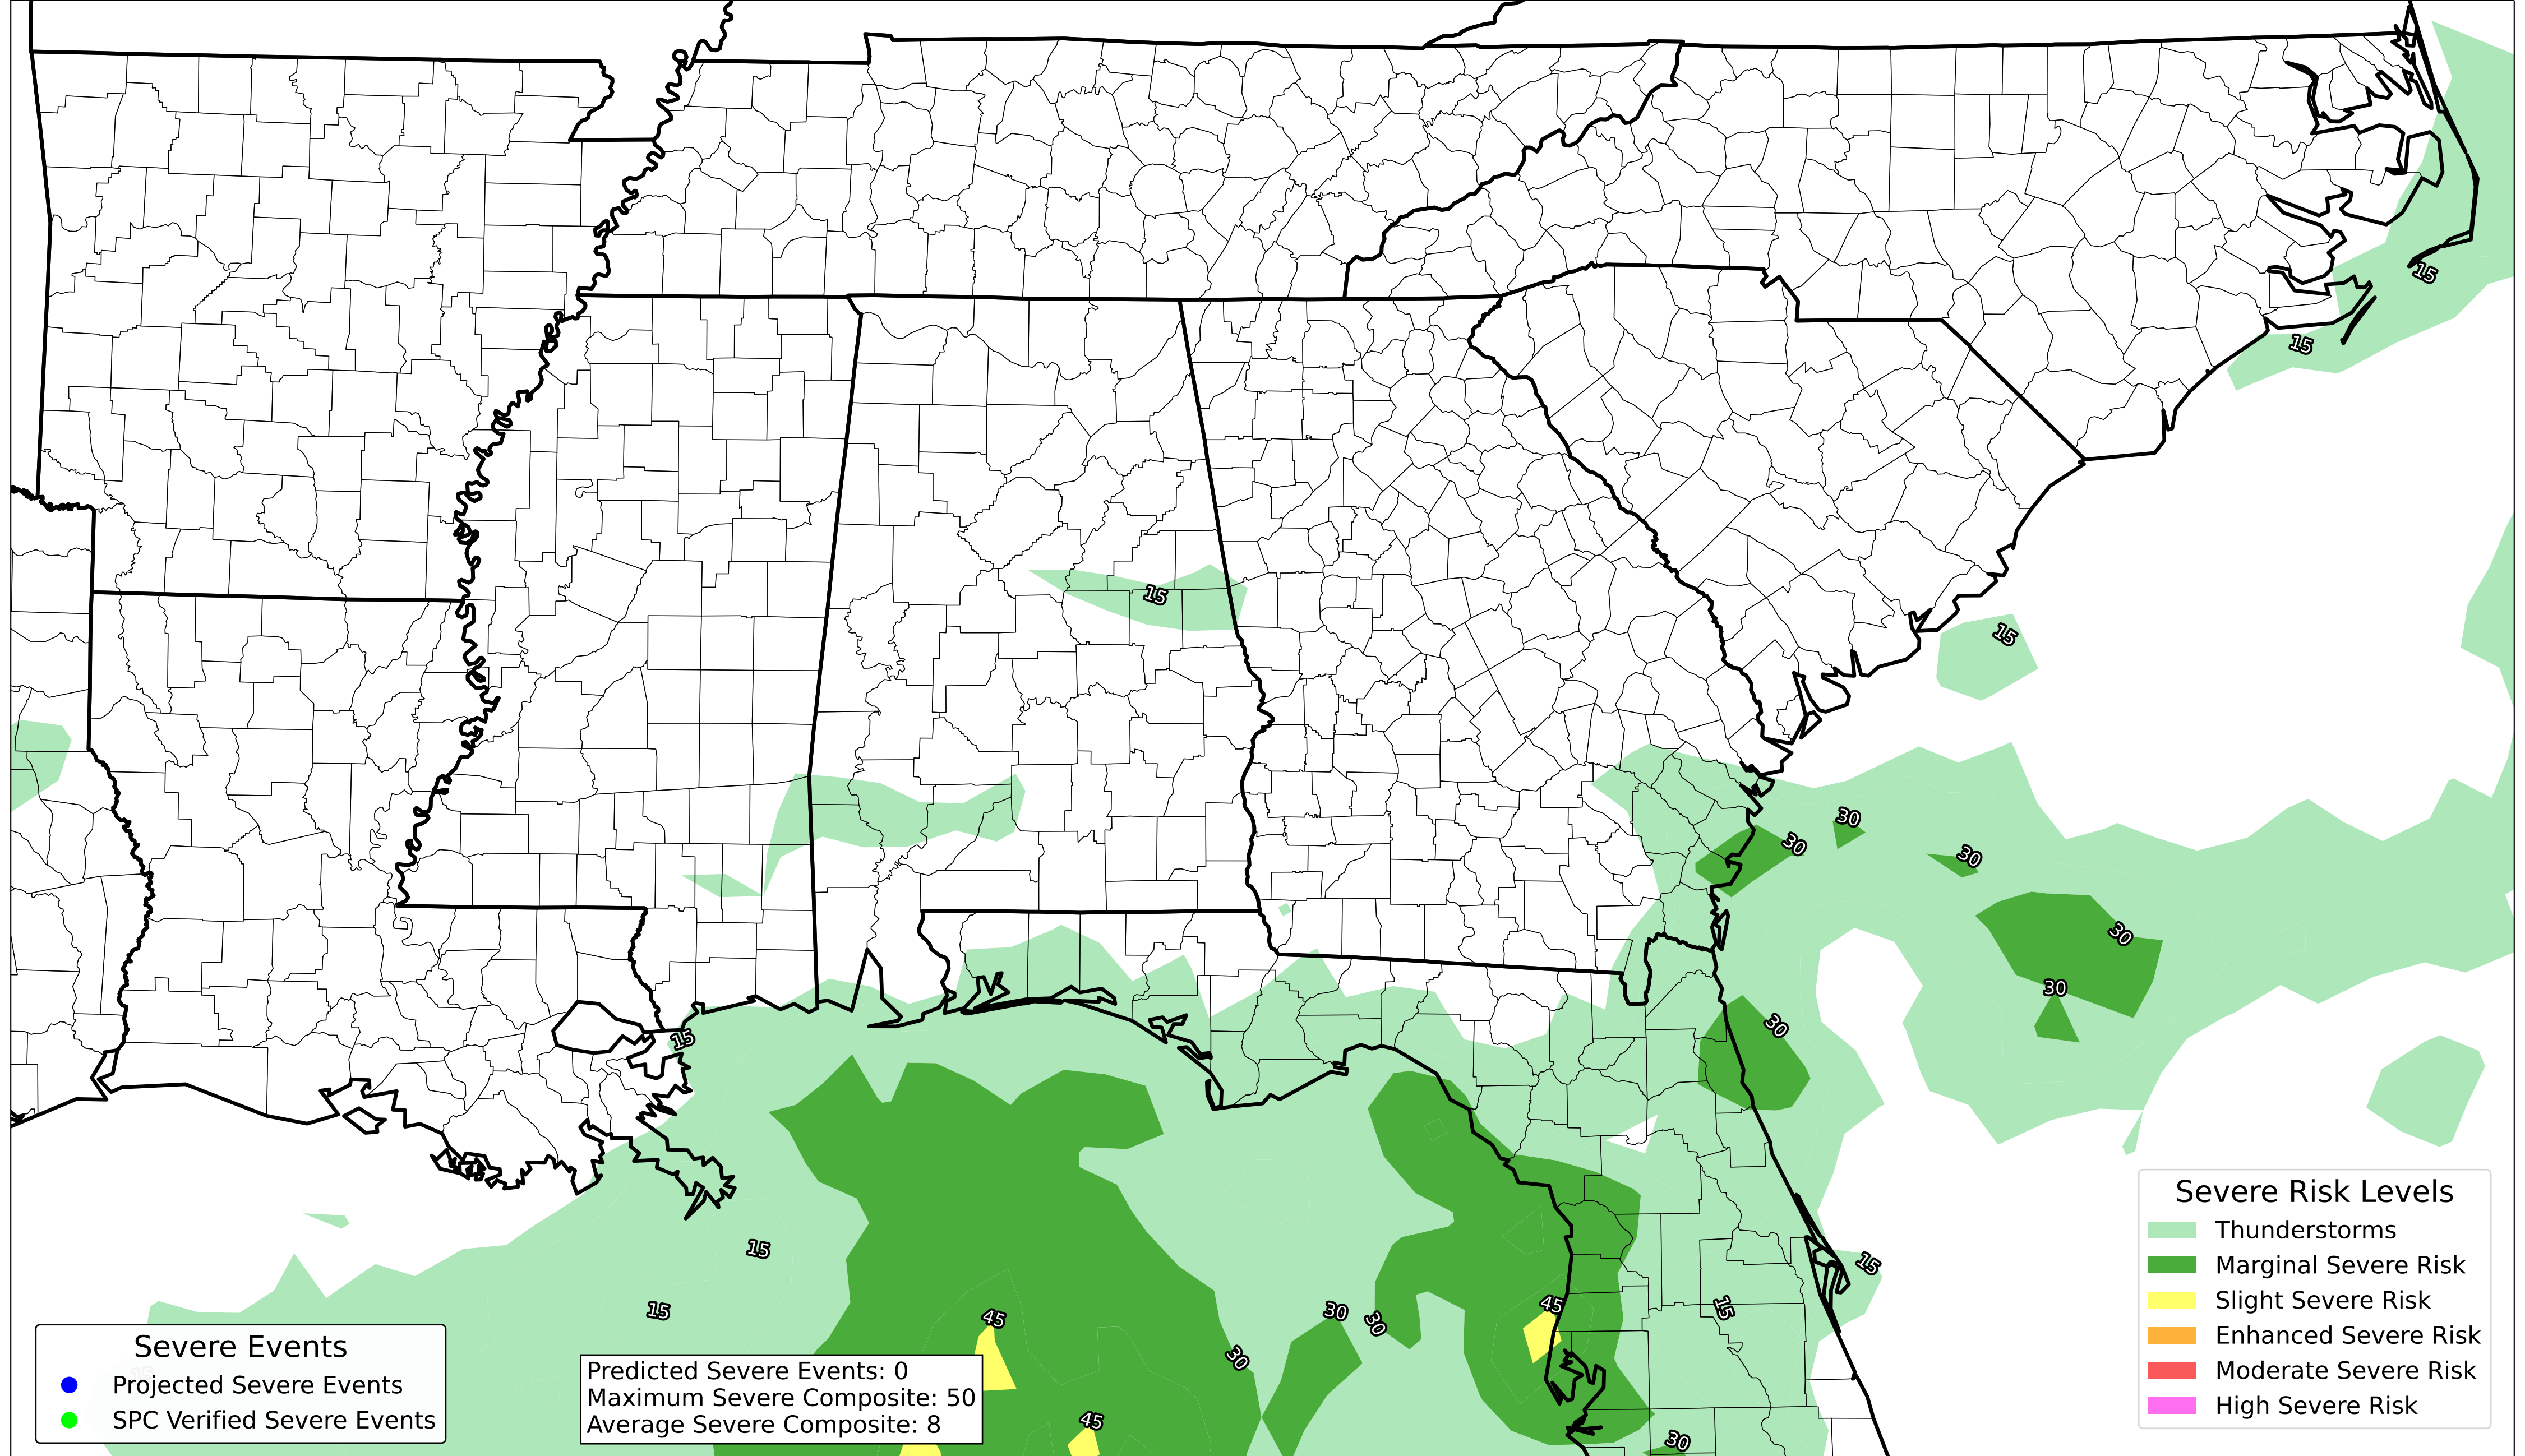 15
15
15
15
30
30
30
30
30
30
15
15
15
15
15
45
30
30
45
30
45
30
Severe Events
Projected Severe Events
SPC Verified Severe Events
Predicted Severe Events: 0
Maximum Severe Composite: 50
Average Severe Composite: 8
Severe Risk Levels
Thunderstorms
Marginal Severe Risk
Slight Severe Risk
Enhanced Severe Risk
Moderate Severe Risk
High Severe Risk